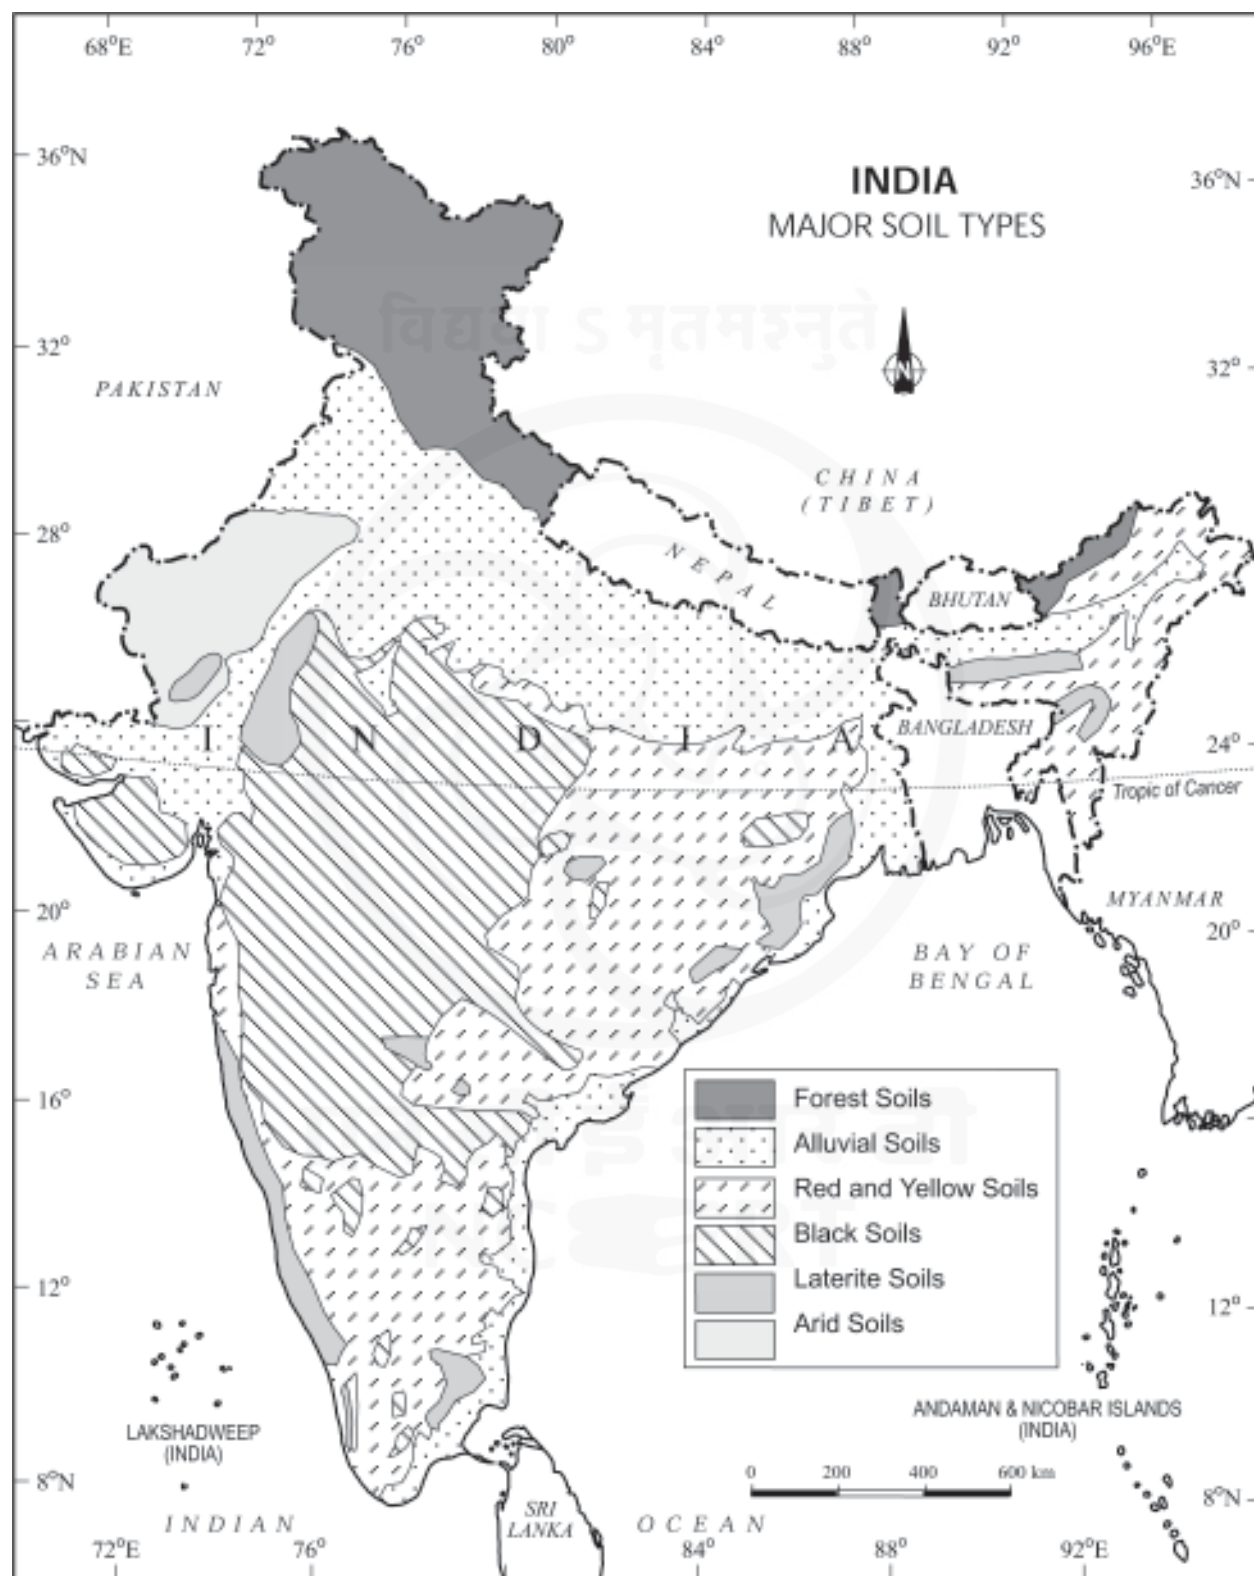 68°E 72° 76° 80° 84° 88° 92° 96°E
36°N
INDIA
36°N
MAJOR SOIL TYPES
विद्यया ऽ मृतमश्नुते
N
32°
32°
PAKISTAN
CHINA
(TIBET)
28°
NEPAL
BHUTAN
I N D I A
BANGLADESH
24°
Tropic of Cancer
20°
MYANMAR
20°
ARABIAN
SEA
BAY OF
BENGAL
16°
Forest Soils
Alluvial Soils
Red and Yellow Soils
Black Soils
Laterite Soils
Arid Soils
12°
12°
LAKSHADWEEP
(INDIA)
ANDAMAN & NICOBAR ISLANDS
(INDIA)
0 200 400 600 km
8°N
8°N
SRI
LANKA
INDIAN OCEAN
72°E 76° 84° 88° 92°E